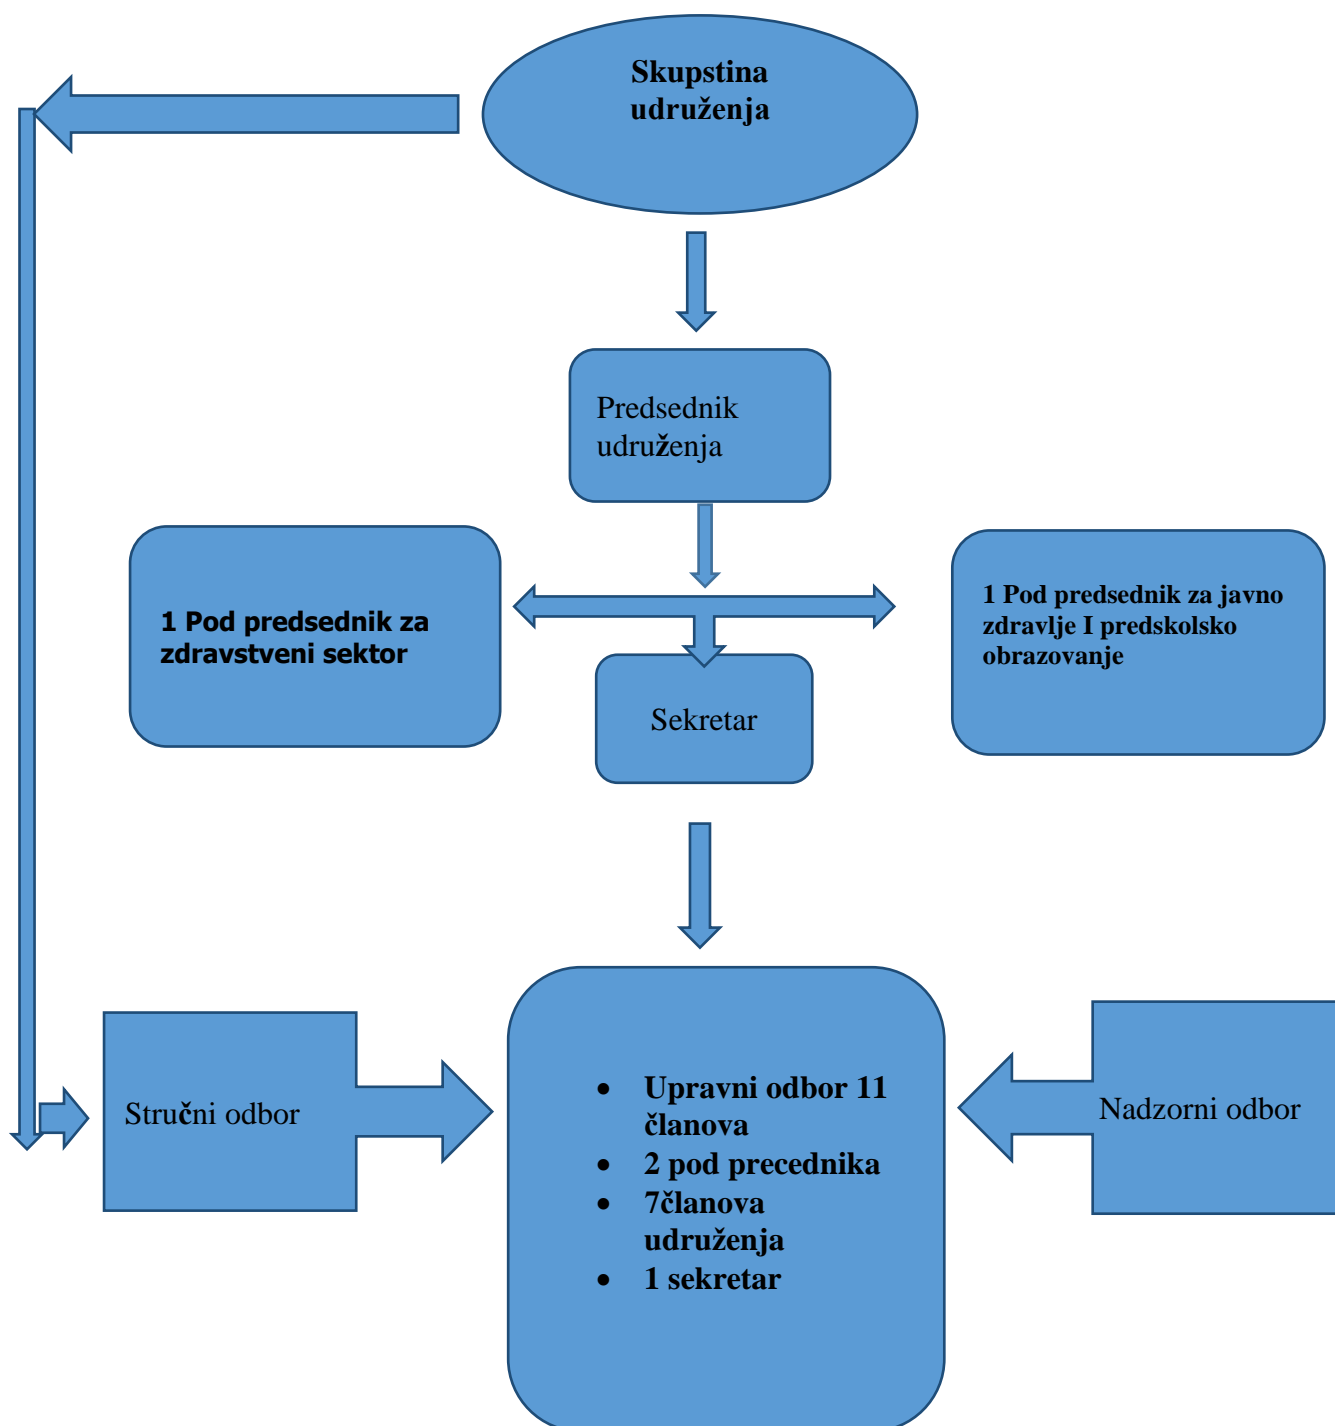 Skupstina
udruženja
Predsednik
udruženja
1 Pod predsednik za
zdravstveni sektor
1 Pod predsednik za javno
zdravlje I predskolsko
obrazovanje
Sekretar
Stručni odbor
• Upravni odbor 11
članova
• 2 pod precednika
• 7članova
udruženja
• 1 sekretar
Nadzorni odbor